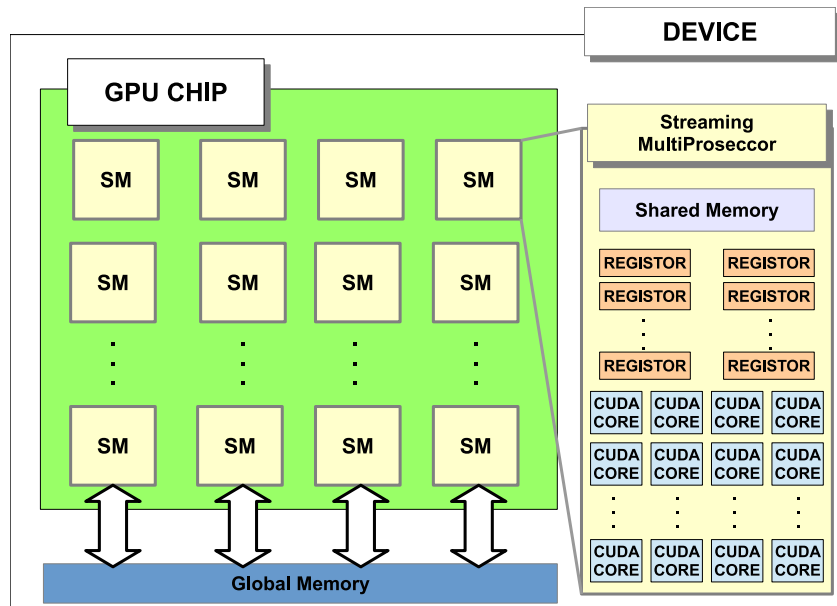 DEVICE
GPU CHIP
Streaming
MultiProseccor
SM SM SM SM
Shared Memory
SM SM SM SM
REGISTOR REGISTOR
REGISTOR REGISTOR
REGISTOR REGISTOR
SM SM SM SM
CUDA CUDA CUDA CUDA
CORE CORE CORE CORE
CUDA CUDA CUDA CUDA
CORE CORE CORE CORE
CUDA CUDA CUDA CUDA
CORE CORE CORE CORE
Global Memory